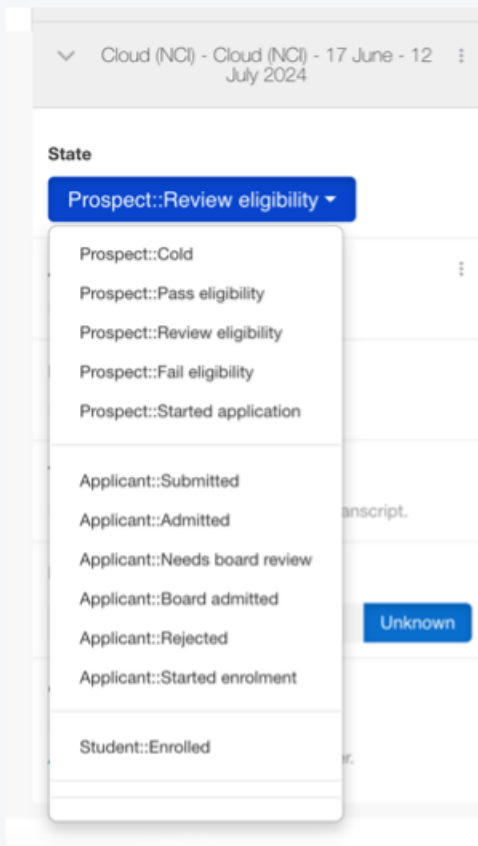 Cloud (NCI) - Cloud (NCI) - 17 June - 12
July 2024
State
Prospect::Review eligibility
Prospect::Cold
Prospect::Pass eligibility
Prospect::Review eligibility
Prospect::Fail eligibility
Prospect::Started application
Applicant::Submitted
anscript.
Applicant::Admitted
Applicant::Needs board review
Applicant::Board admitted
Unknown
Applicant::Rejected
Applicant::Started enrolment
Student::Enrolled
r.